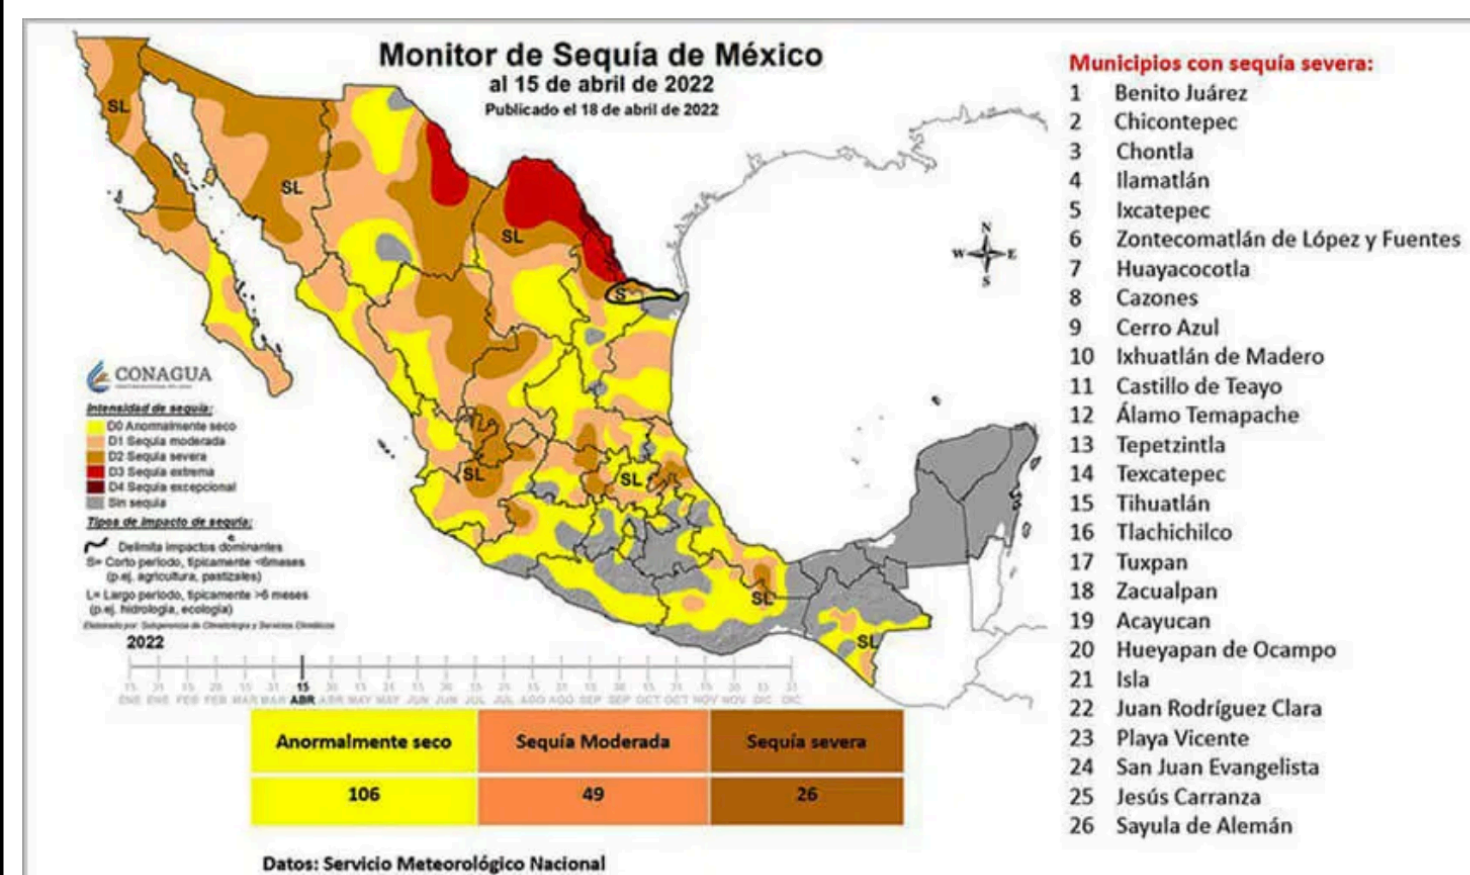 Monitor de Sequía de México
al 15 de abril de 2022
Publicado el 18 de abril de 2022
SL
SL
SL
S
SL
SL
SL
SL
N
W
E
S
CONAGUA
Intensidad de sequía:
D0 Anormalmente seco
D1 Sequía moderada
D2 Sequía severa
D3 Sequía extrema
D4 Sequía excepcional
Sin sequía
Tipos de impacto de sequía:
Delimita impactos dominantes
S= Corto periodo, típicamente <6meses
(p.ej. agricultura, pastizales)
L= Largo periodo, típicamente >6 meses
(p.ej. hidrología, ecología)
Elaborado por: Subgerencia de Climatología y Servicios Climáticos
2022
15
ABR
Anormalmente seco
Sequía Moderada
Sequía severa
106
49
26
Datos: Servicio Meteorológico Nacional
Municipios con sequía severa:
1 Benito Juárez
2 Chicontepec
3 Chontla
4 Ilamatlán
5 Ixcatepec
6 Zontecomatlán de López y Fuentes
7 Huayacocotla
8 Cazones
9 Cerro Azul
10 Ixhuatlán de Madero
11 Castillo de Teayo
12 Álamo Temapache
13 Tepetzintla
14 Texcatepec
15 Tihuatlán
16 Tlachichilco
17 Tuxpan
18 Zacualpan
19 Acayucan
20 Hueyapan de Ocampo
21 Isla
22 Juan Rodríguez Clara
23 Playa Vicente
24 San Juan Evangelista
25 Jesús Carranza
26 Sayula de Alemán